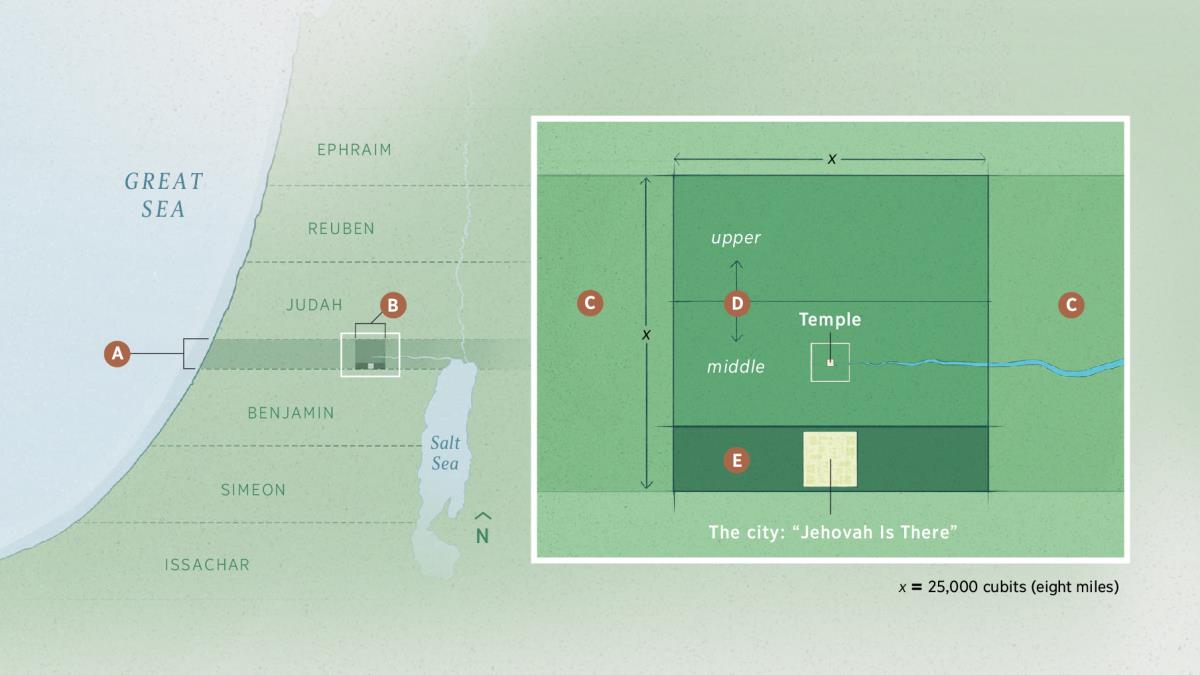 GREAT
SEA
EPHRAIM
REUBEN
JUDAH
B
A
BENJAMIN
Salt
Sea
SIMEON
N
ISSACHAR
x
upper
C
D
C
Temple
x
middle
E
The city: “Jehovah Is There”
x = 25,000 cubits (eight miles)